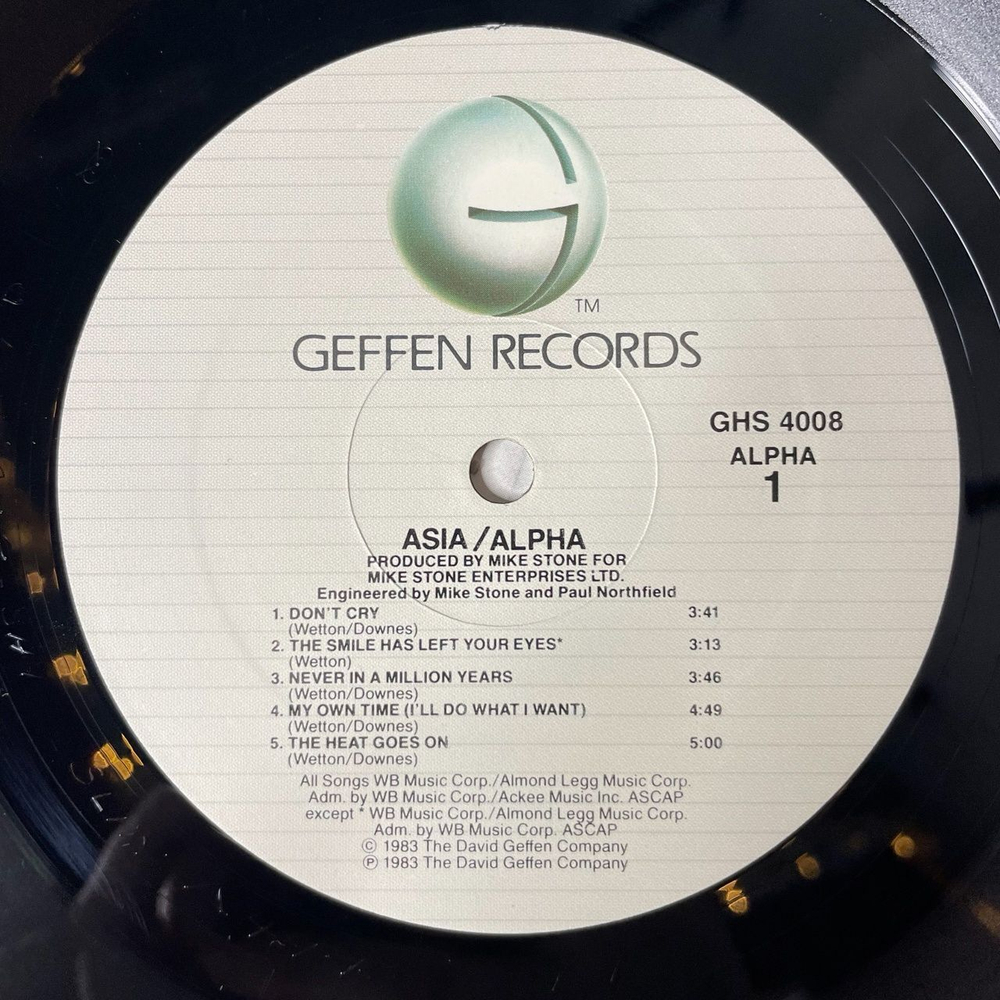 TM
GEFFEN RECORDS
GHS 4008
ALPHA
1
ASIA/ALPHA
PRODUCED BY MIKE STONE FOR
MIKE STONE ENTERPRISES LTD.
Engineered by Mike Stone and Paul Northfield
1. DON'T CRY 3:41
(Wetton/Downes)
2. THE SMILE HAS LEFT YOUR EYES* 3:13
(Wetton)
3. NEVER IN A MILLION YEARS 3:46
(Wetton/Downes)
4. MY OWN TIME (I'LL DO WHAT I WANT) 4:49
(Wetton/Downes)
5. THE HEAT GOES ON 5:00
(Wetton/Downes)
All Songs WB Music Corp./Almond Legg Music Corp.
Adm. by WB Music Corp./Ackee Music Inc. ASCAP
except * WB Music Corp./Almond Legg Music Corp.
Adm. by WB Music Corp. ASCAP
© 1983 The David Geffen Company
℗ 1983 The David Geffen Company